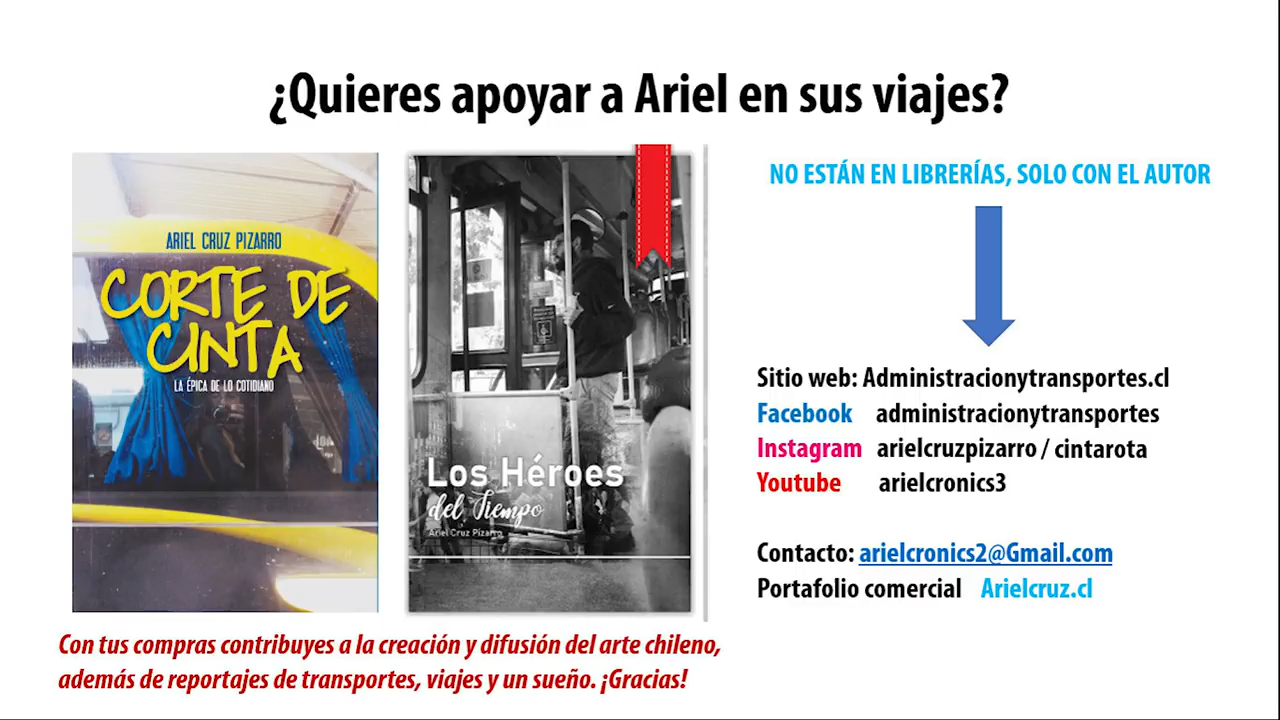 ¿Quieres apoyar a Ariel en sus viajes?
ARIEL CRUZ PIZARRO
CORTE DE
CINTA
LA ÉPICA DE LO COTIDIANO
Los Héroes
del Tiempo
Ariel Cruz Pizarro
NO ESTÁN EN LIBRERÍAS, SOLO CON EL AUTOR
Sitio web: Administracionytransportes.cl
Facebook administracionytransportes
Instagram arielcruzpizarro / cintarota
Youtube arielcronics3
Contacto: arielcronics2@Gmail.com
Portafolio comercial Arielcruz.cl
Con tus compras contribuyes a la creación y difusión del arte chileno,
además de reportajes de transportes, viajes y un sueño. ¡Gracias!